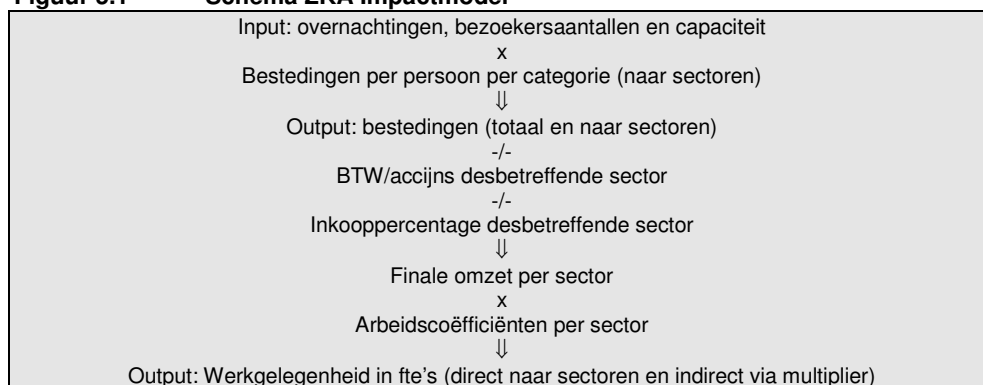 Figuur 3.1 Schema ZKA Impactmodel
Input: overnachtingen, bezoekersaantallen en capaciteit
x
Bestedingen per persoon per categorie (naar sectoren)
⇓
Output: bestedingen (totaal en naar sectoren)
-/-
BTW/accijns desbetreffende sector
-/-
Inkooppercentage desbetreffende sector
⇓
Finale omzet per sector
x
Arbeidscoëfficiënten per sector
⇓
Output: Werkgelegenheid in fte's (direct naar sectoren en indirect via multiplier)